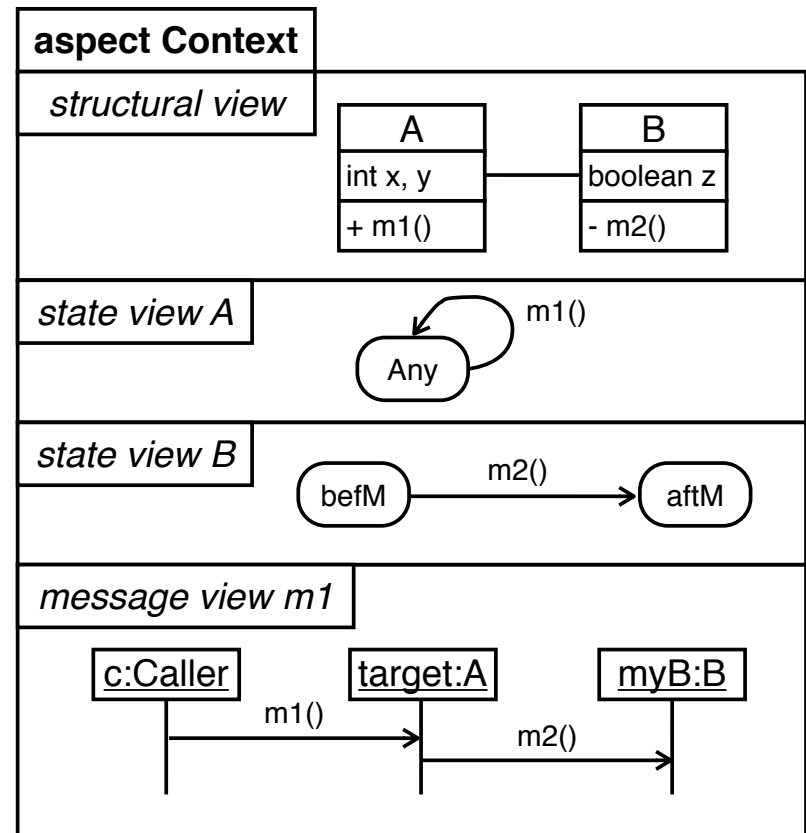 aspect Context
structural view
A
int x, y
+ m1()
B
boolean z
- m2()
state view A
m1()
Any
state view B
befM
m2()
aftM
message view m1
c:Caller
target:A
myB:B
m1()
m2()